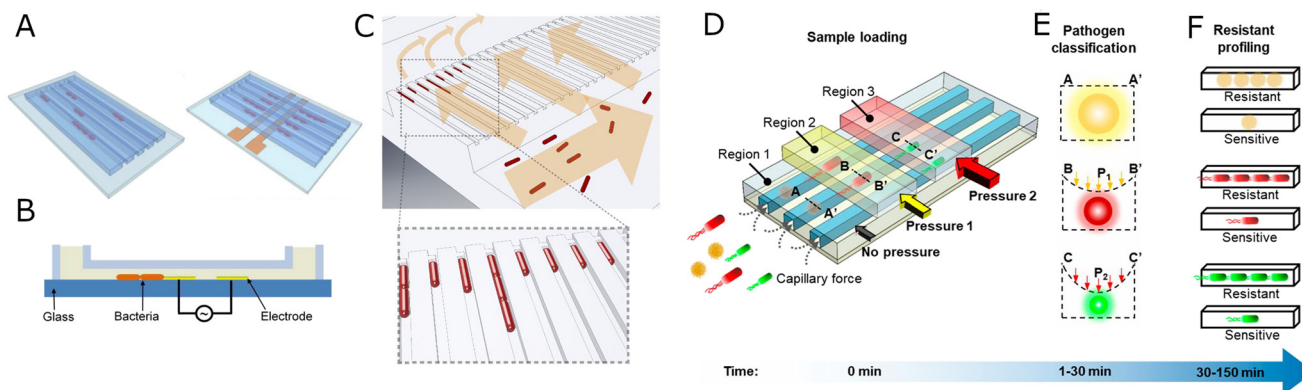 A
B
Glass
Bacteria
Electrode
C
D
Sample loading
Region 3
Region 2
Region 1
C
C'
B
B'
A
A'
Pressure 2
Pressure 1
No pressure
Capillary force
E
Pathogen
classification
A A'
B P1 B'
C P2 C'
F
Resistant
profiling
Resistant
Sensitive
Resistant
Sensitive
Resistant
Sensitive
Time: 0 min 1-30 min 30-150 min